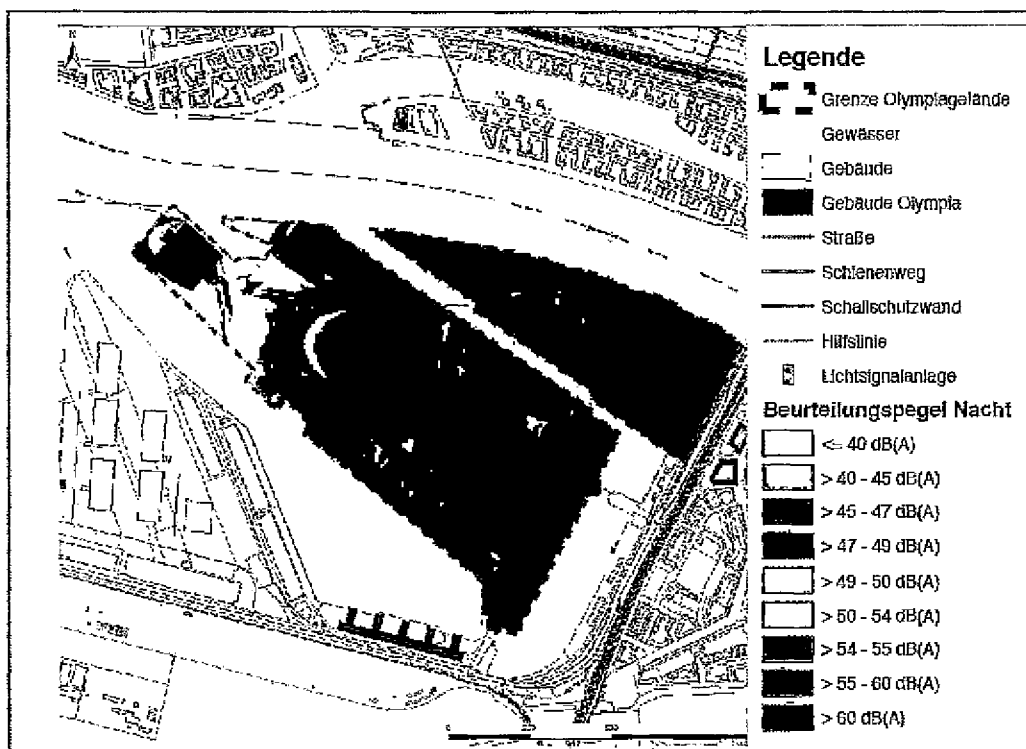 N
Legende
Grenze Olympiagelände
Gewässer
Gebäude
Gebäude Olympia
Straße
Schienenweg
Schallschutzwand
Hilfslinie
Lichtsignalanlage
Beurteilungspegel Nacht
<= 40 dB(A)
> 40 - 45 dB(A)
> 45 - 47 dB(A)
> 47 - 49 dB(A)
> 49 - 50 dB(A)
> 50 - 54 dB(A)
> 54 - 55 dB(A)
> 55 - 60 dB(A)
> 60 dB(A)
0